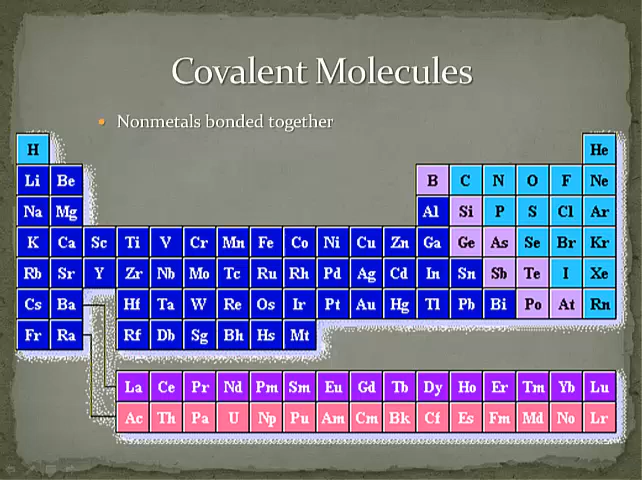 Covalent Molecules
• Nonmetals bonded together
H He
Li Be B C N O F Ne
Na Mg Al Si P S Cl Ar
K Ca Sc Ti V Cr Mn Fe Co Ni Cu Zn Ga Ge As Se Br Kr
Rb Sr Y Zr Nb Mo Tc Ru Rh Pd Ag Cd In Sn Sb Te I Xe
Cs Ba Hf Ta W Re Os Ir Pt Au Hg Tl Pb Bi Po At Rn
Fr Ra Rf Db Sg Bh Hs Mt
La Ce Pr Nd Pm Sm Eu Gd Tb Dy Ho Er Tm Yb Lu
Ac Th Pa U Np Pu Am Cm Bk Cf Es Fm Md No Lr